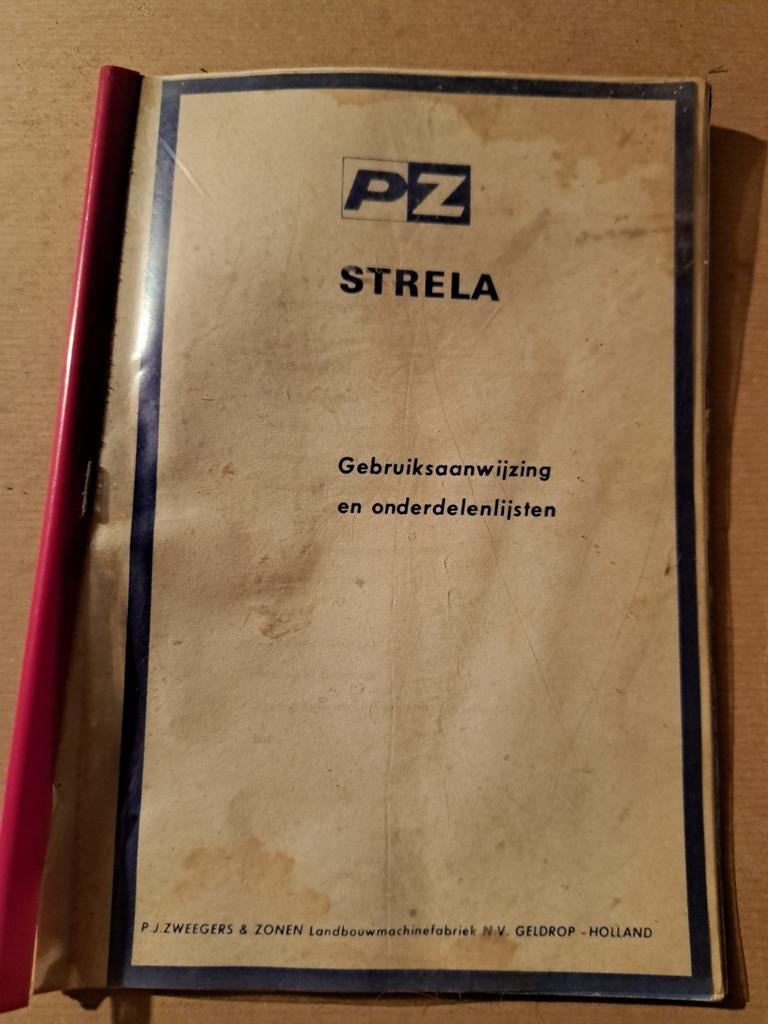 PZ
STRELA
Gebruiksaanwijzing
en onderdelenlijsten
P.J.ZWEEGERS & ZONEN Landbouwmachinefabriek N.V. GELDROP - HOLLAND